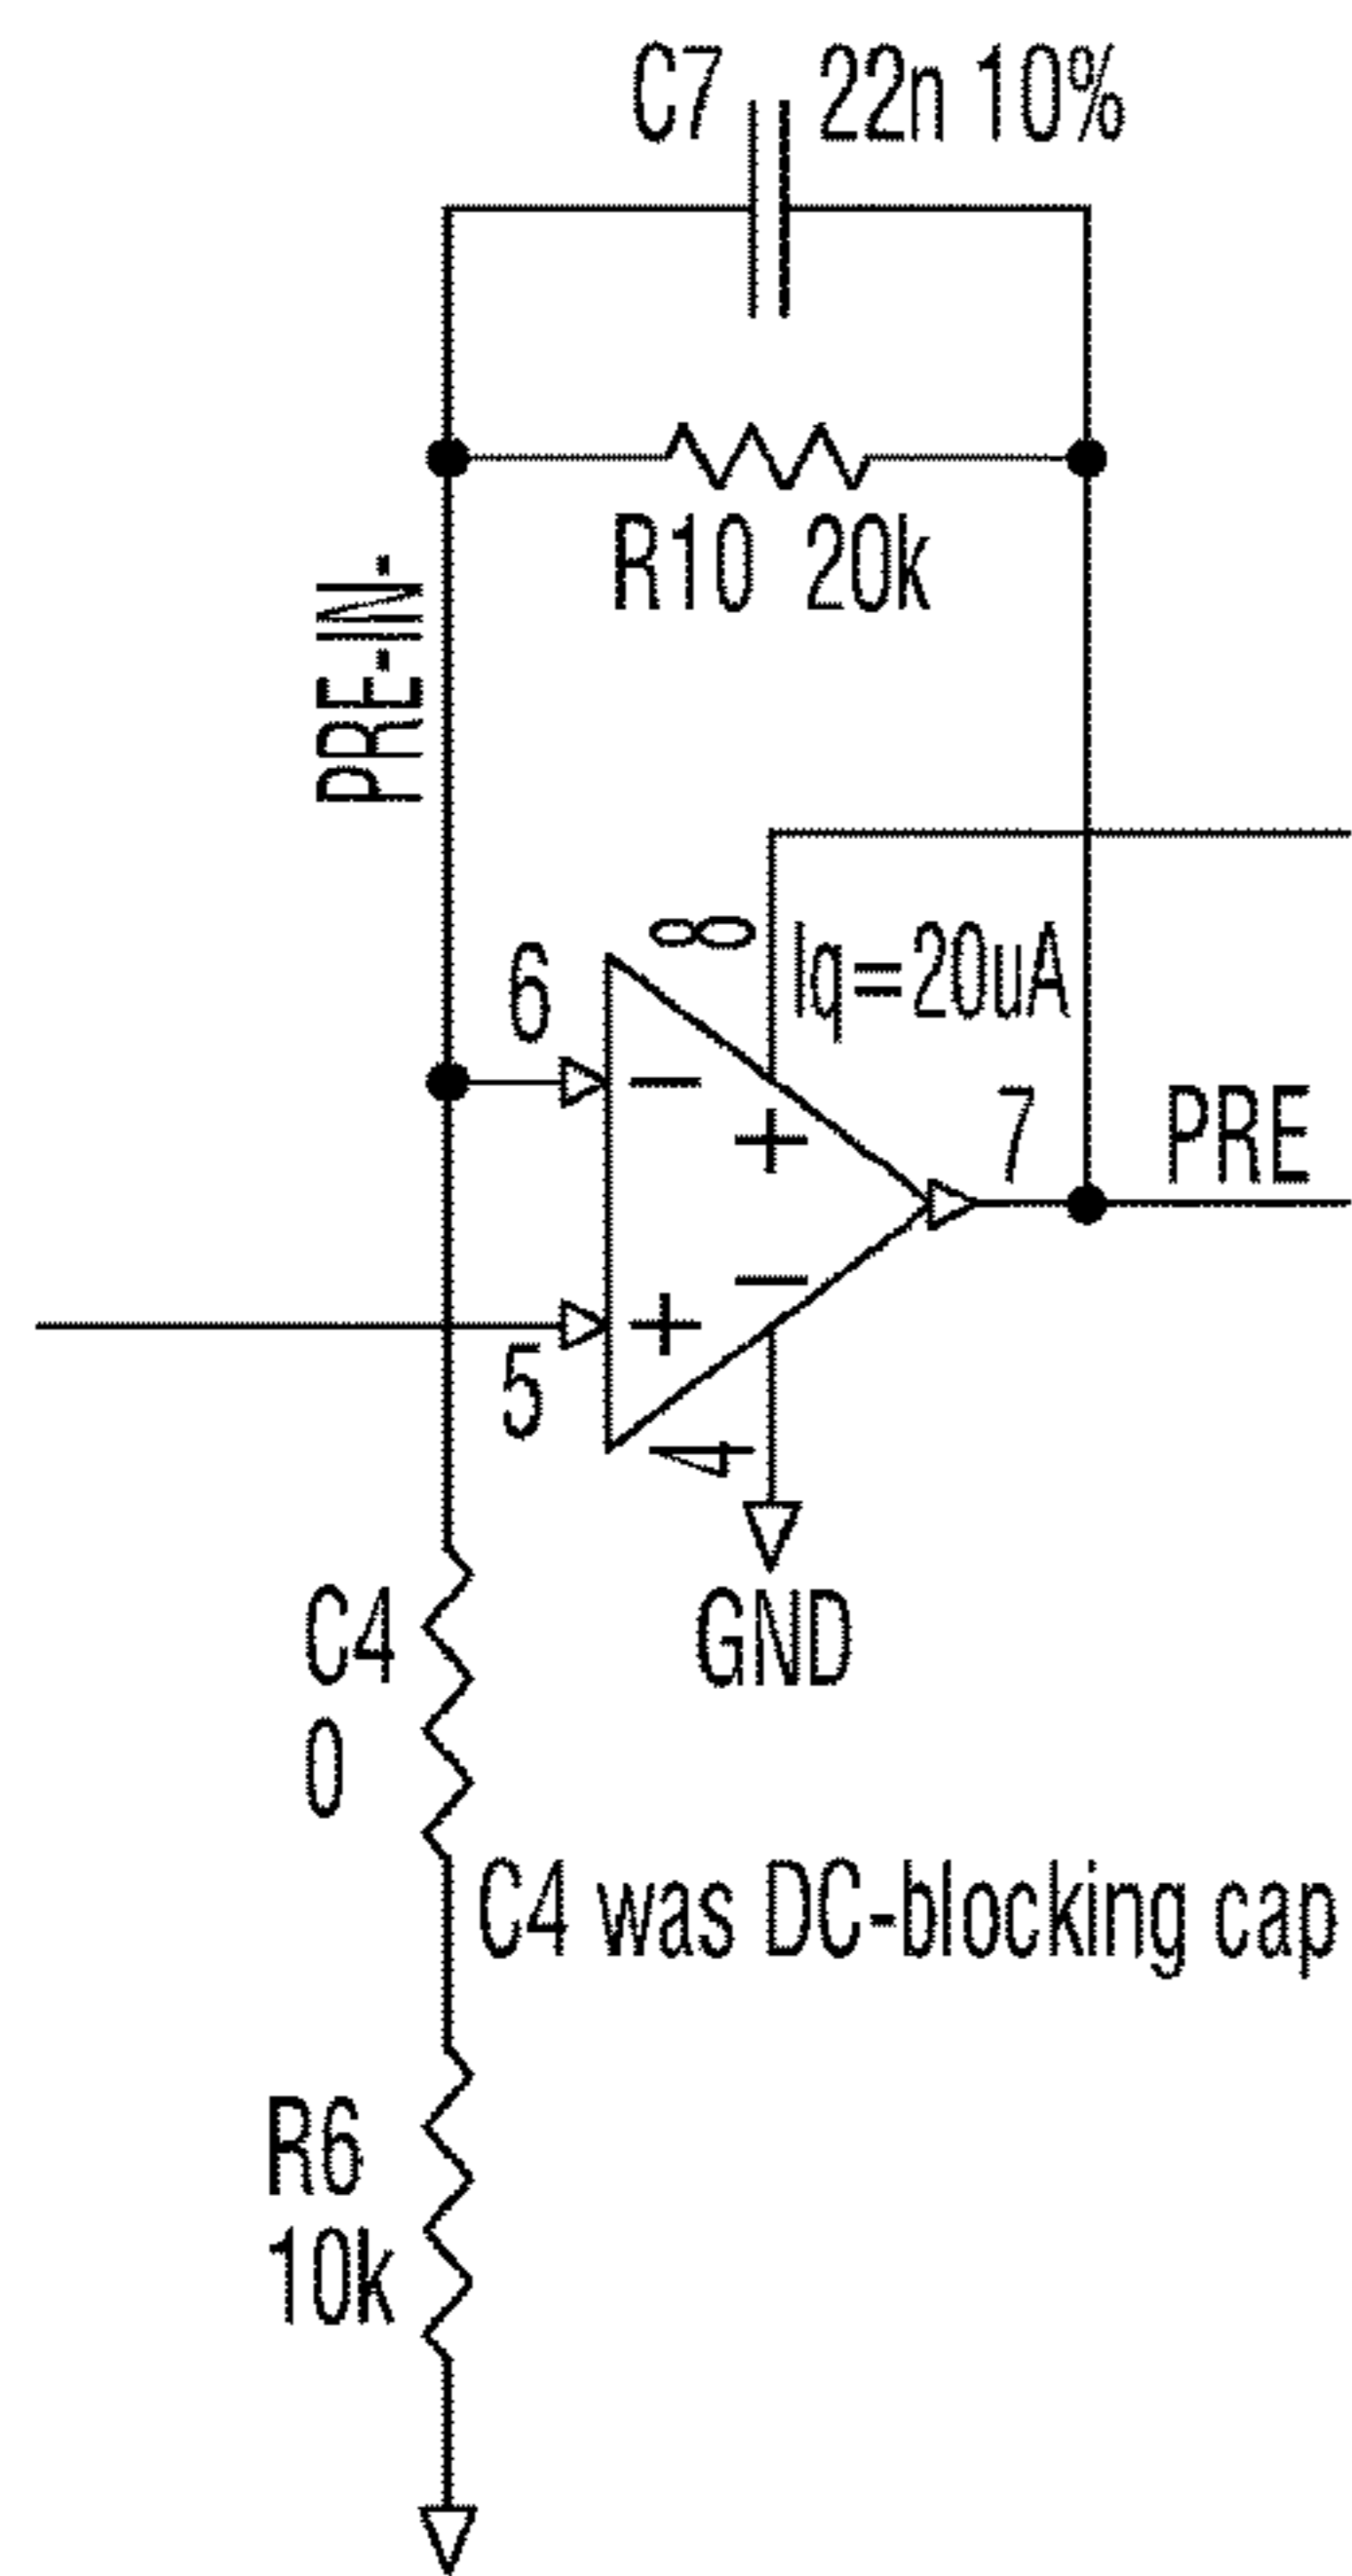 C7 22n 10%
R10 20k
PRE-IN-
8
Iq=20uA
6
7
PRE
5
4
GND
C4
0
C4 was DC-blocking cap
R6
10k